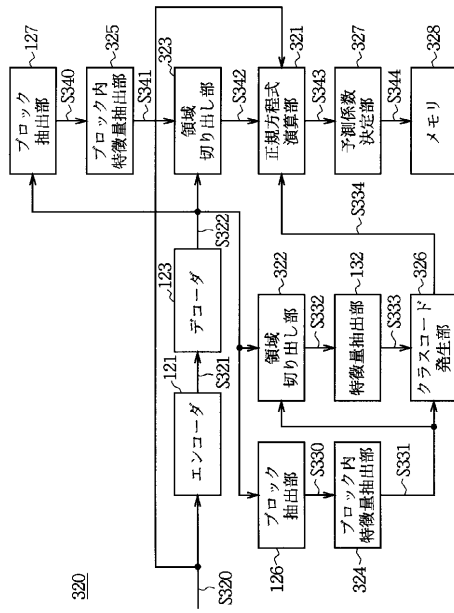 320
S320
エンコーダ
121
S321
デコーダ
123
S322
ブロック
抽出部
127
S340
ブロック内
特徴量抽出部
325
S341
領域
切り出し部
323
S342
正規方程式
演算部
321
S343
予測係数
決定部
327
S344
メモリ
328
ブロック
抽出部
126
S330
ブロック内
特徴量抽出部
324
S331
領域
切り出し部
322
S332
特徴量抽出部
132
S333
クラスコード
発生部
326
S334